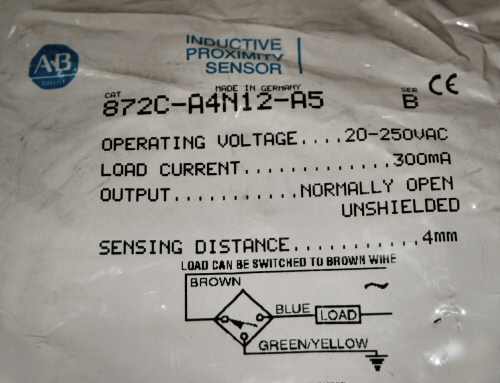 INDUCTIVE
PROXIMITY
SENSOR
A-B
MADE IN GERMANY
CAT
872C-A4N12-A5
SER
B
CE
OPERATING VOLTAGE....20-250VAC
LOAD CURRENT.............300mA
OUTPUT...........NORMALLY OPEN
UNSHIELDED
SENSING DISTANCE...........4mm
LOAD CAN BE SWITCHED TO BROWN WIRE
BROWN
~
BLUE
LOAD
GREEN/YELLOW